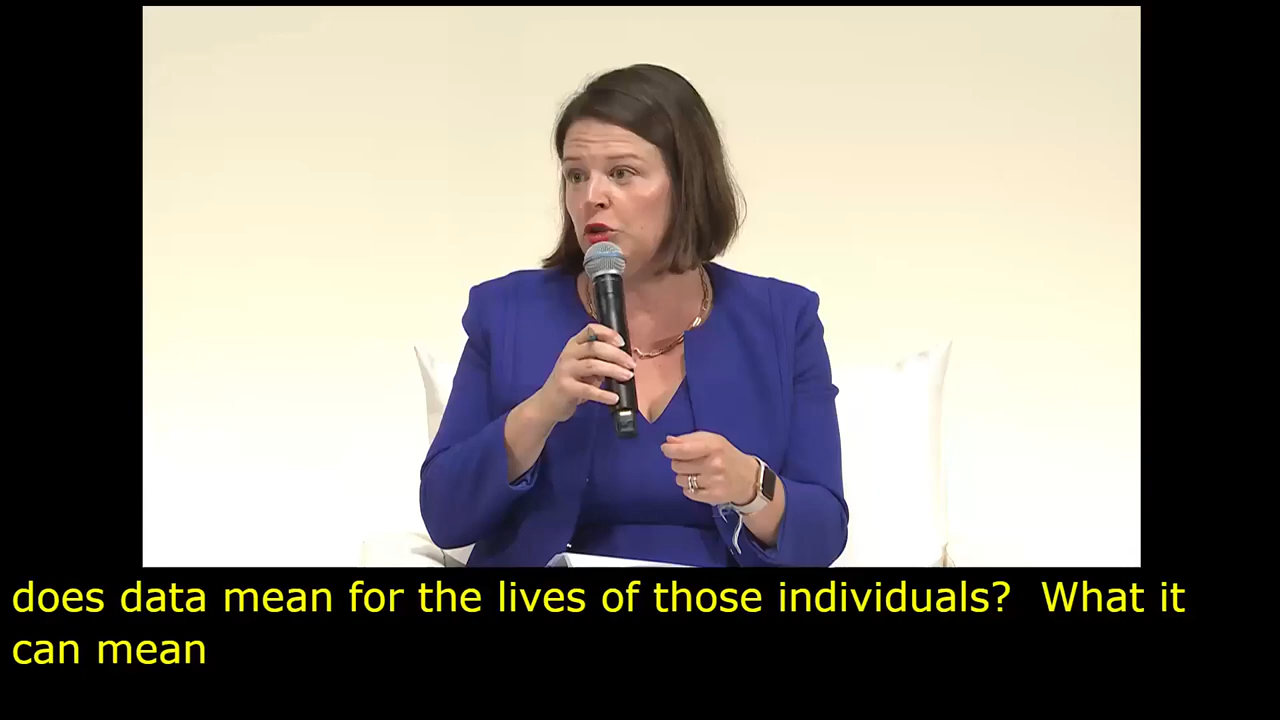 does data mean for the lives of those individuals?  What it
can mean